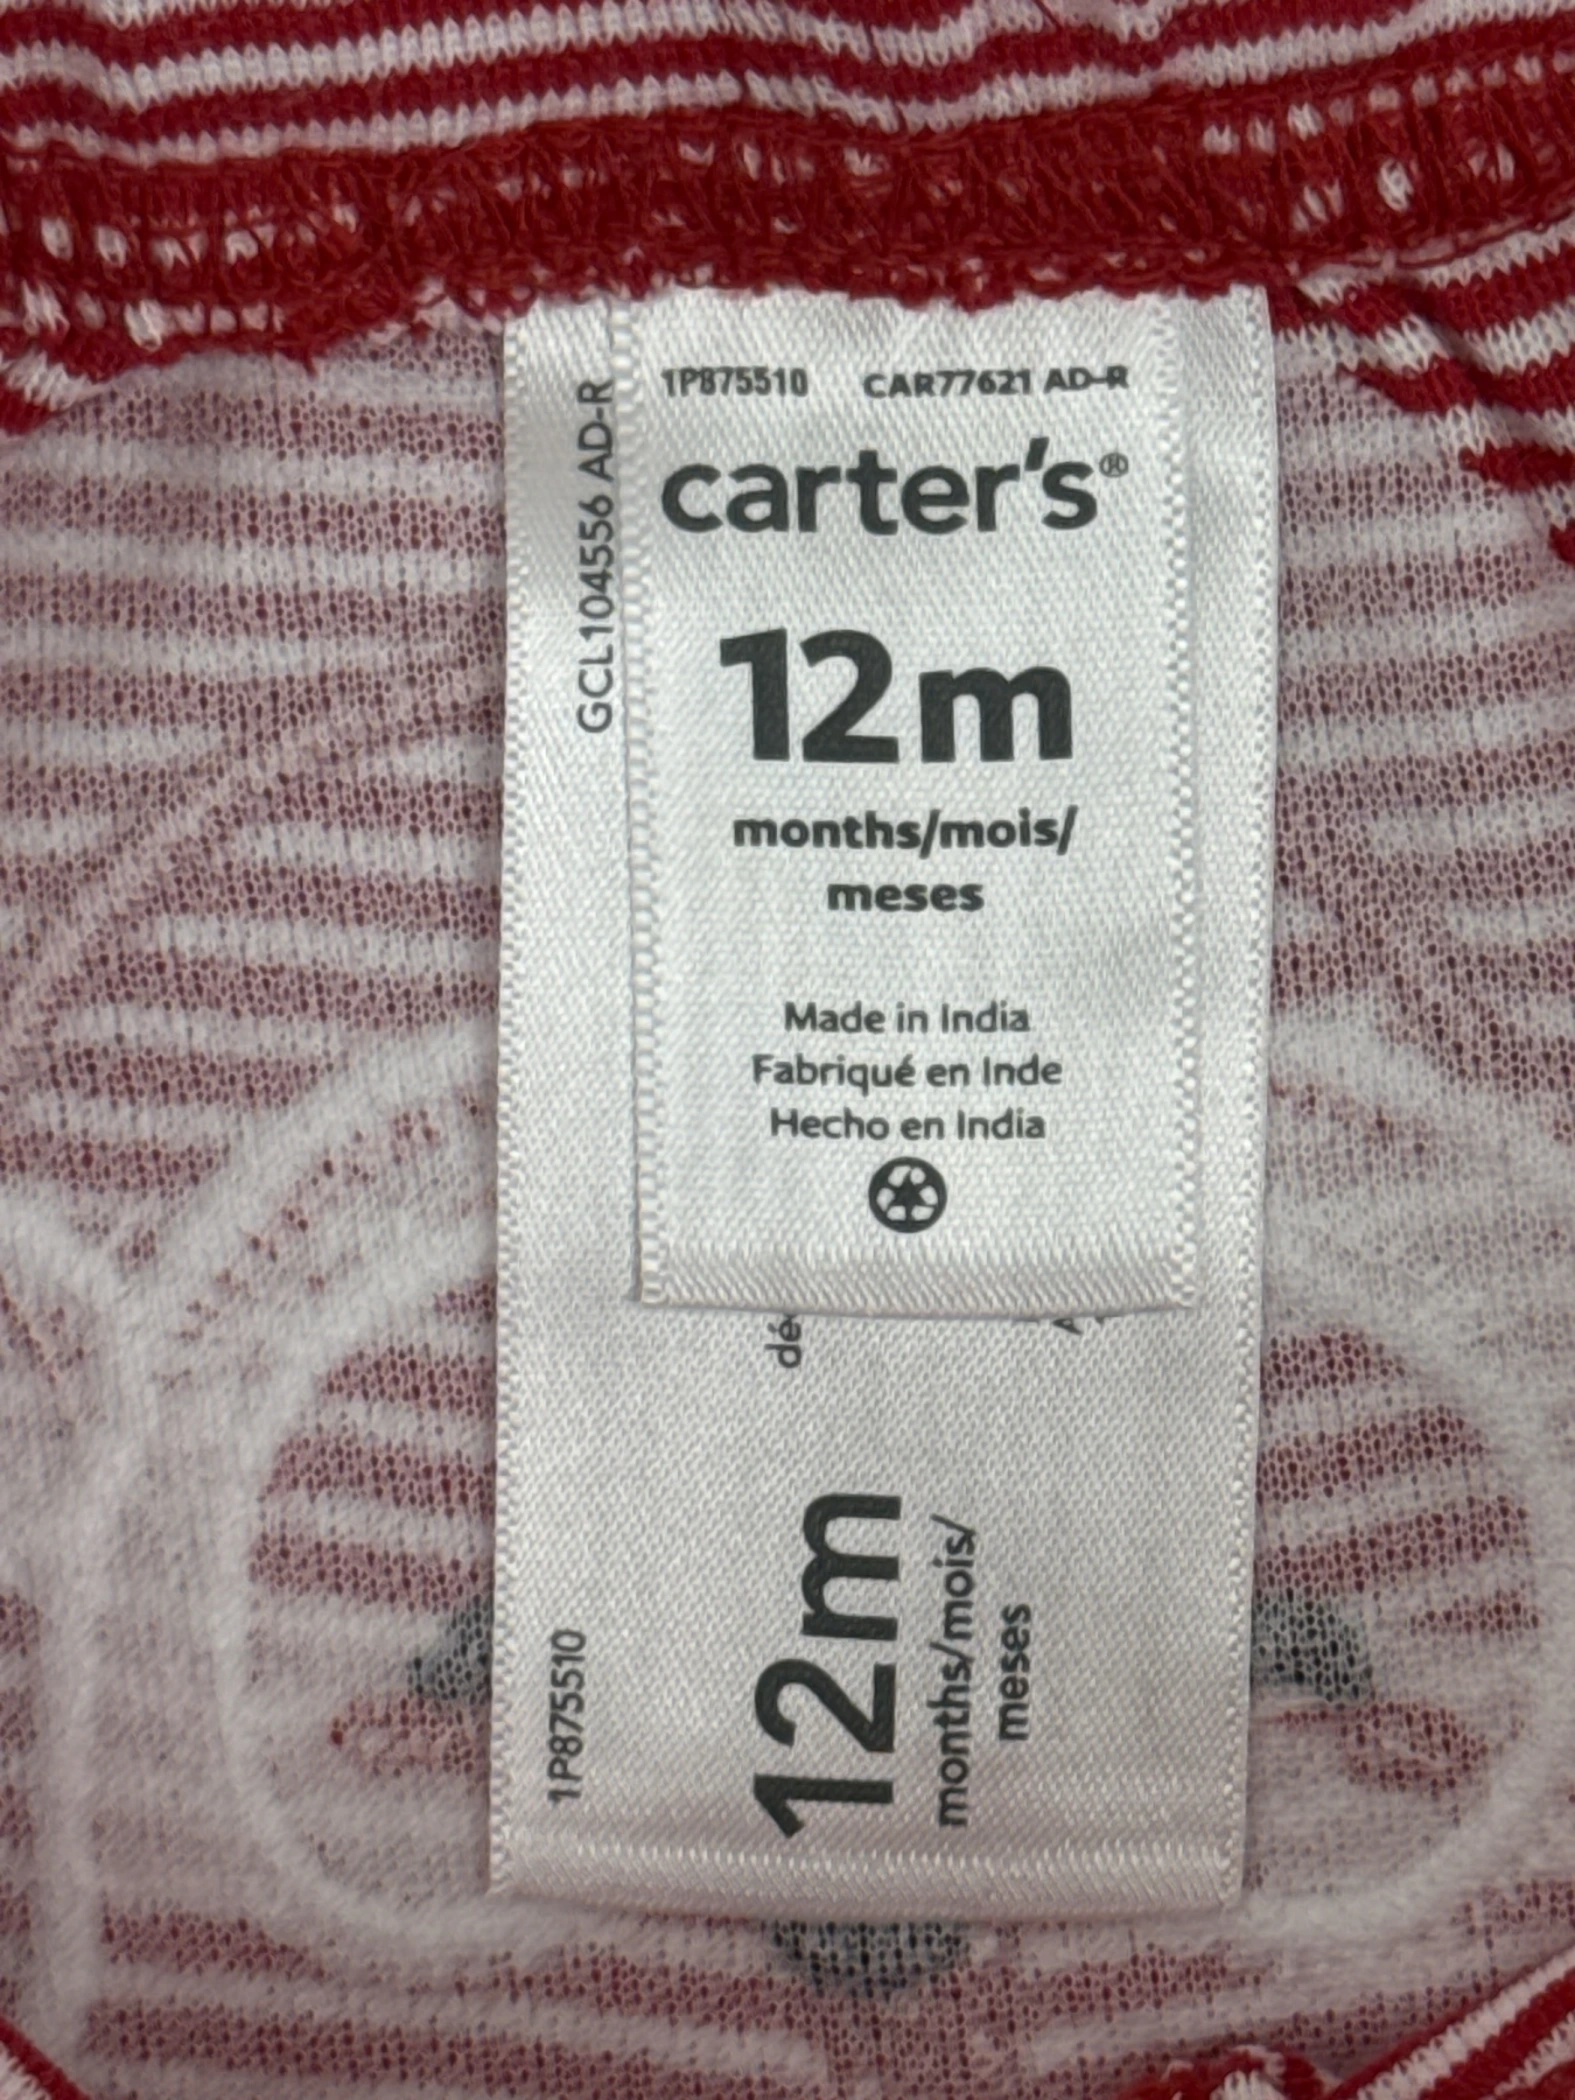 1P875510 CAR77621 AD-R
carter's®
12m
months/mois/
meses
Made in India
Fabriqué en Inde
Hecho en India
GCL104556 AD-R
1P875510
12m
months/mois/
meses